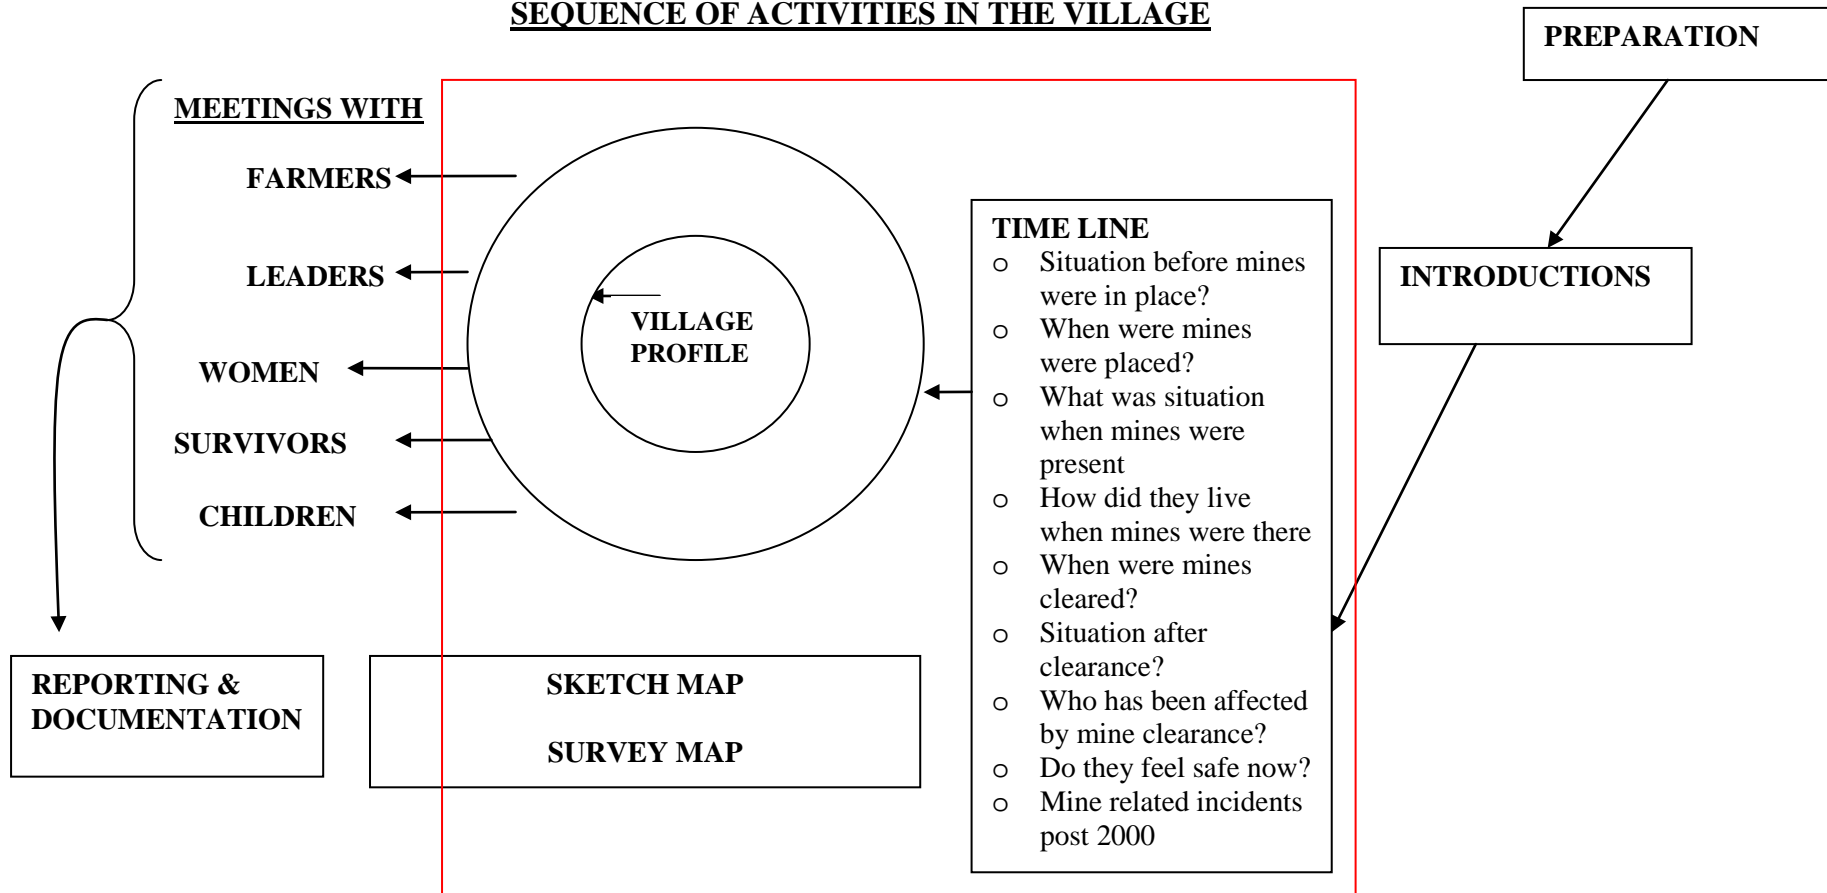 SEQUENCE OF ACTIVITIES IN THE VILLAGE
PREPARATION
MEETINGS WITH
FARMERS
LEADERS
WOMEN
SURVIVORS
CHILDREN
VILLAGE
PROFILE
TIME LINE
o Situation before mines
were in place?
o When were mines
were placed?
o What was situation
when mines were
present
o How did they live
when mines were there
o When were mines
cleared?
o Situation after
clearance?
o Who has been affected
by mine clearance?
o Do they feel safe now?
o Mine related incidents
post 2000
INTRODUCTIONS
REPORTING &
DOCUMENTATION
SKETCH MAP
SURVEY MAP